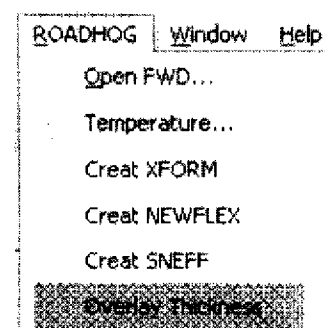 ROADHOG Window Help
Open FWD...
Temperature...
Creat XFORM
Creat NEWFLEX
Creat SNEFF
Overlay Thickness